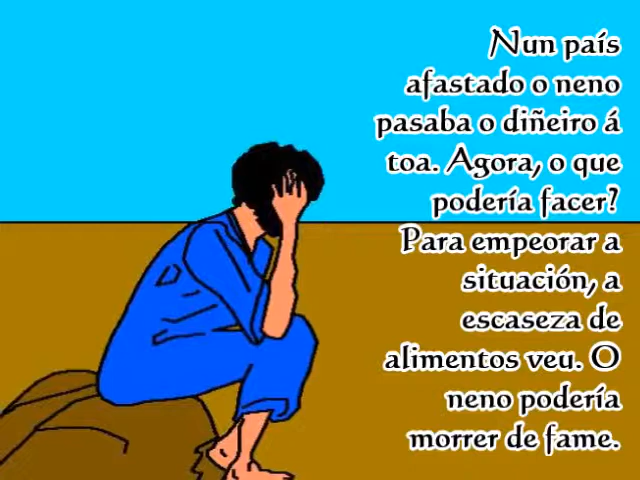 Nun país
afastado o neno
pasaba o diñeiro á
toa. Agora, o que
podería facer?
Para empeorar a
situación, a
escaseza de
alimentos veu. O
neno podería
morrer de fame.